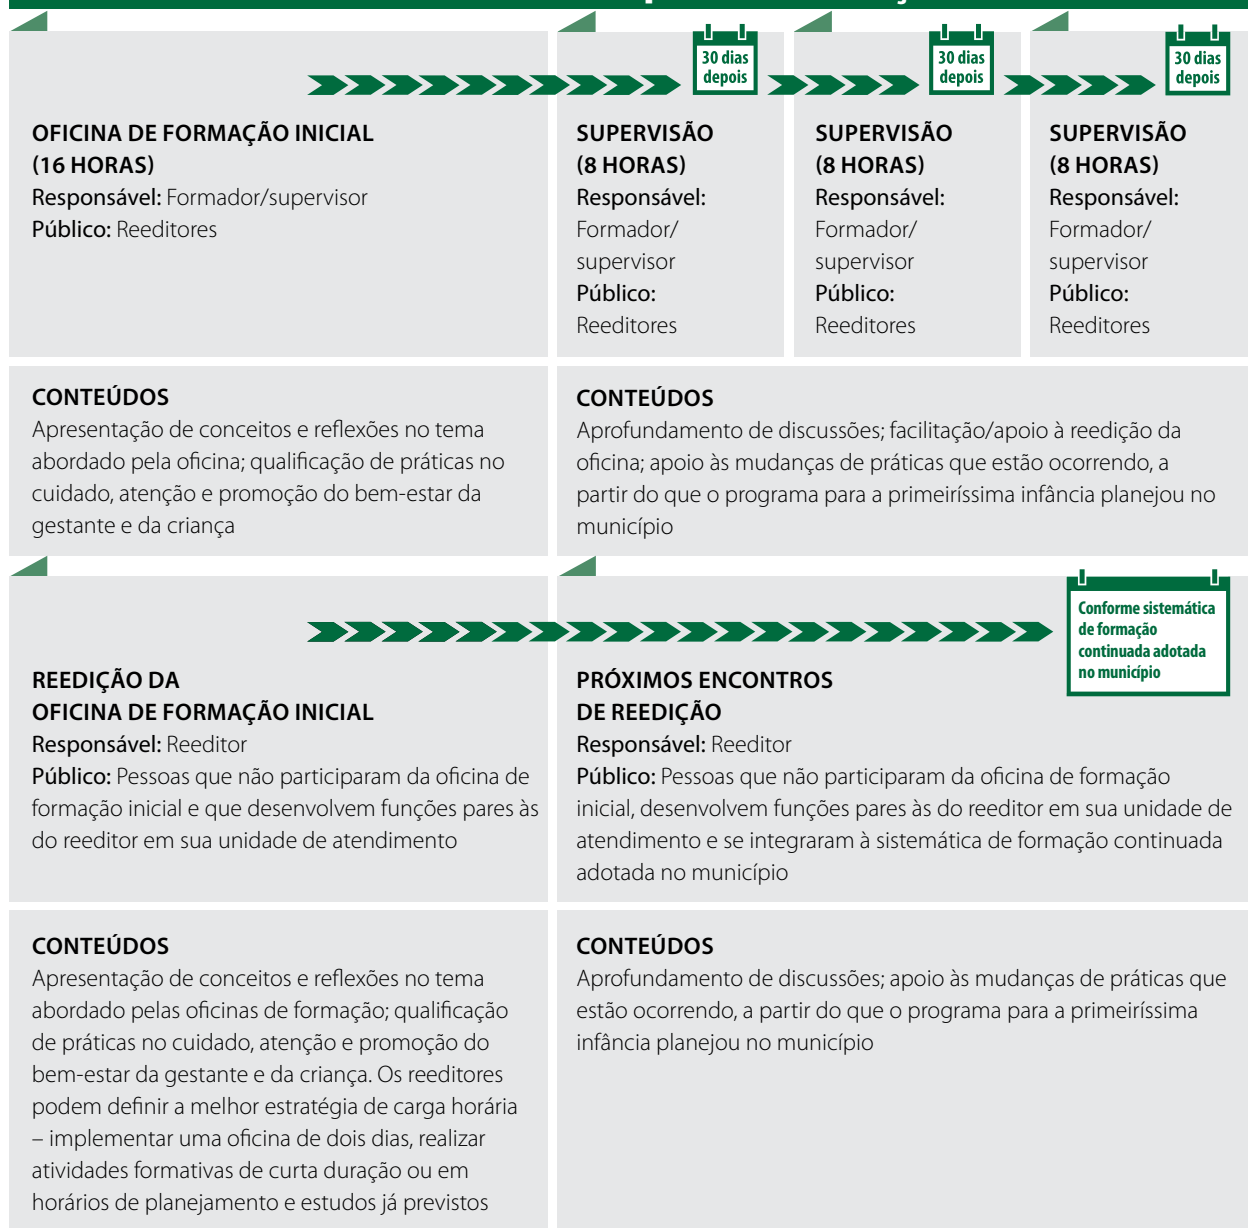 30 dias
depois
30 dias
depois
30 dias
depois
OFICINA DE FORMAÇÃO INICIAL
(16 HORAS)
Responsável: Formador/supervisor
Público: Reeditores
SUPERVISÃO
(8 HORAS)
Responsável:
Formador/
supervisor
Público:
Reeditores
SUPERVISÃO
(8 HORAS)
Responsável:
Formador/
supervisor
Público:
Reeditores
SUPERVISÃO
(8 HORAS)
Responsável:
Formador/
supervisor
Público:
Reeditores
CONTEÚDOS
Apresentação de conceitos e reflexões no tema
abordado pela oficina; qualificação de práticas no
cuidado, atenção e promoção do bem-estar da
gestante e da criança
CONTEÚDOS
Aprofundamento de discussões; facilitação/apoio à reedição da
oficina; apoio às mudanças de práticas que estão ocorrendo, a
partir do que o programa para a primeiríssima infância planejou no
município
REEDIÇÃO DA
OFICINA DE FORMAÇÃO INICIAL
Responsável: Reeditor
Público: Pessoas que não participaram da oficina de
formação inicial e que desenvolvem funções pares às
do reeditor em sua unidade de atendimento
Conforme sistemática
de formação
continuada adotada
no município
PRÓXIMOS ENCONTROS
DE REEDIÇÃO
Responsável: Reeditor
Público: Pessoas que não participaram da oficina de formação
inicial, desenvolvem funções pares às do reeditor em sua unidade de
atendimento e se integraram à sistemática de formação continuada
adotada no município
CONTEÚDOS
Apresentação de conceitos e reflexões no tema
abordado pelas oficinas de formação; qualificação
de práticas no cuidado, atenção e promoção do
bem-estar da gestante e da criança. Os reeditores
podem definir a melhor estratégia de carga horária
– implementar uma oficina de dois dias, realizar
atividades formativas de curta duração ou em
horários de planejamento e estudos já previstos
CONTEÚDOS
Aprofundamento de discussões; apoio às mudanças de práticas que
estão ocorrendo, a partir do que o programa para a primeiríssima
infância planejou no município